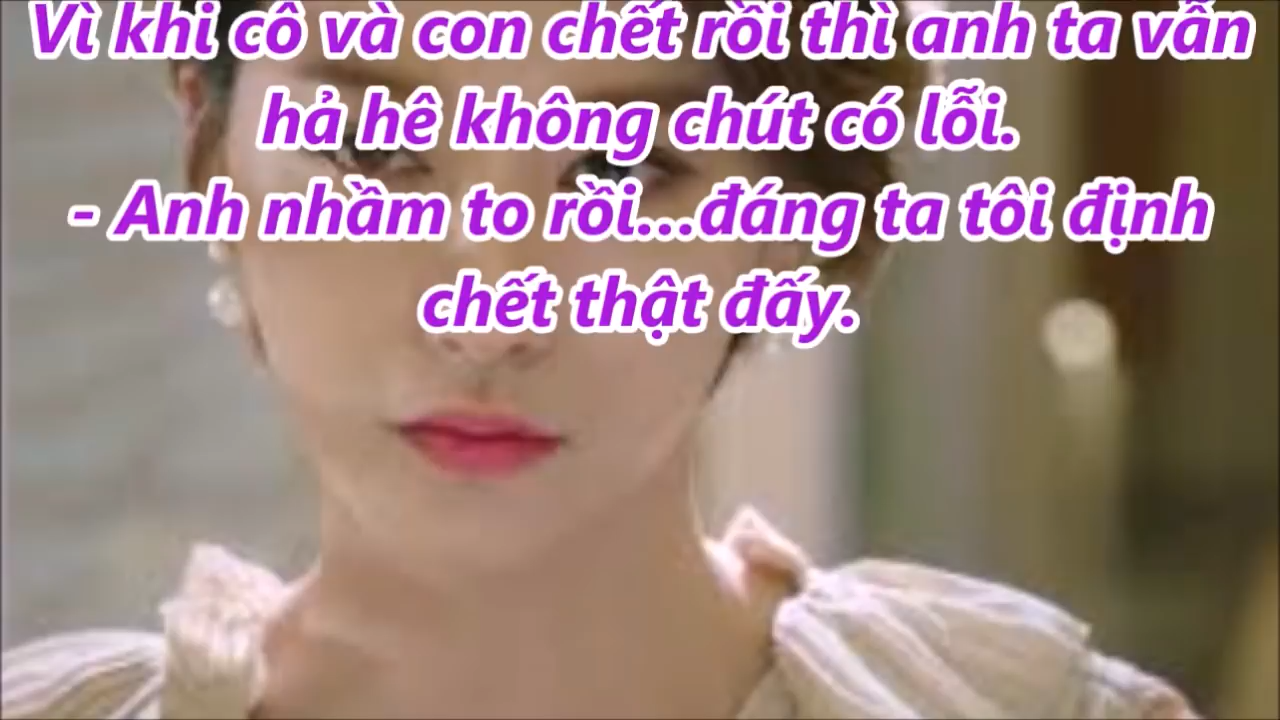 Vì khi cô và con chết rồi thì anh ta vẫn
hả hê không chút có lỗi.
- Anh nhầm to rồi...đáng ta tôi định
chết thật đấy.